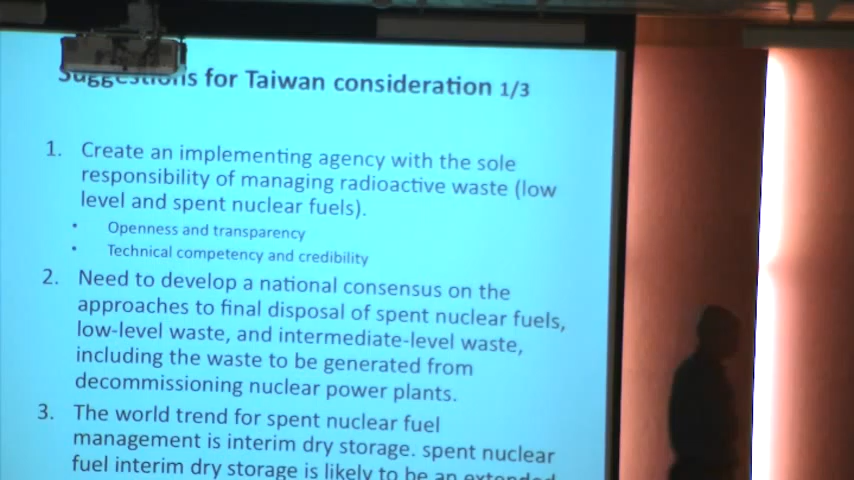 Suggestions for Taiwan consideration 1/3
1. Create an implementing agency with the sole
responsibility of managing radioactive waste (low
level and spent nuclear fuels).
• Openness and transparency
• Technical competency and credibility
2. Need to develop a national consensus on the
approaches to final disposal of spent nuclear fuels,
low-level waste, and intermediate-level waste,
including the waste to be generated from
decommissioning nuclear power plants.
3. The world trend for spent nuclear fuel
management is interim dry storage. spent nuclear
fuel interim dry storage is likely to be an extended